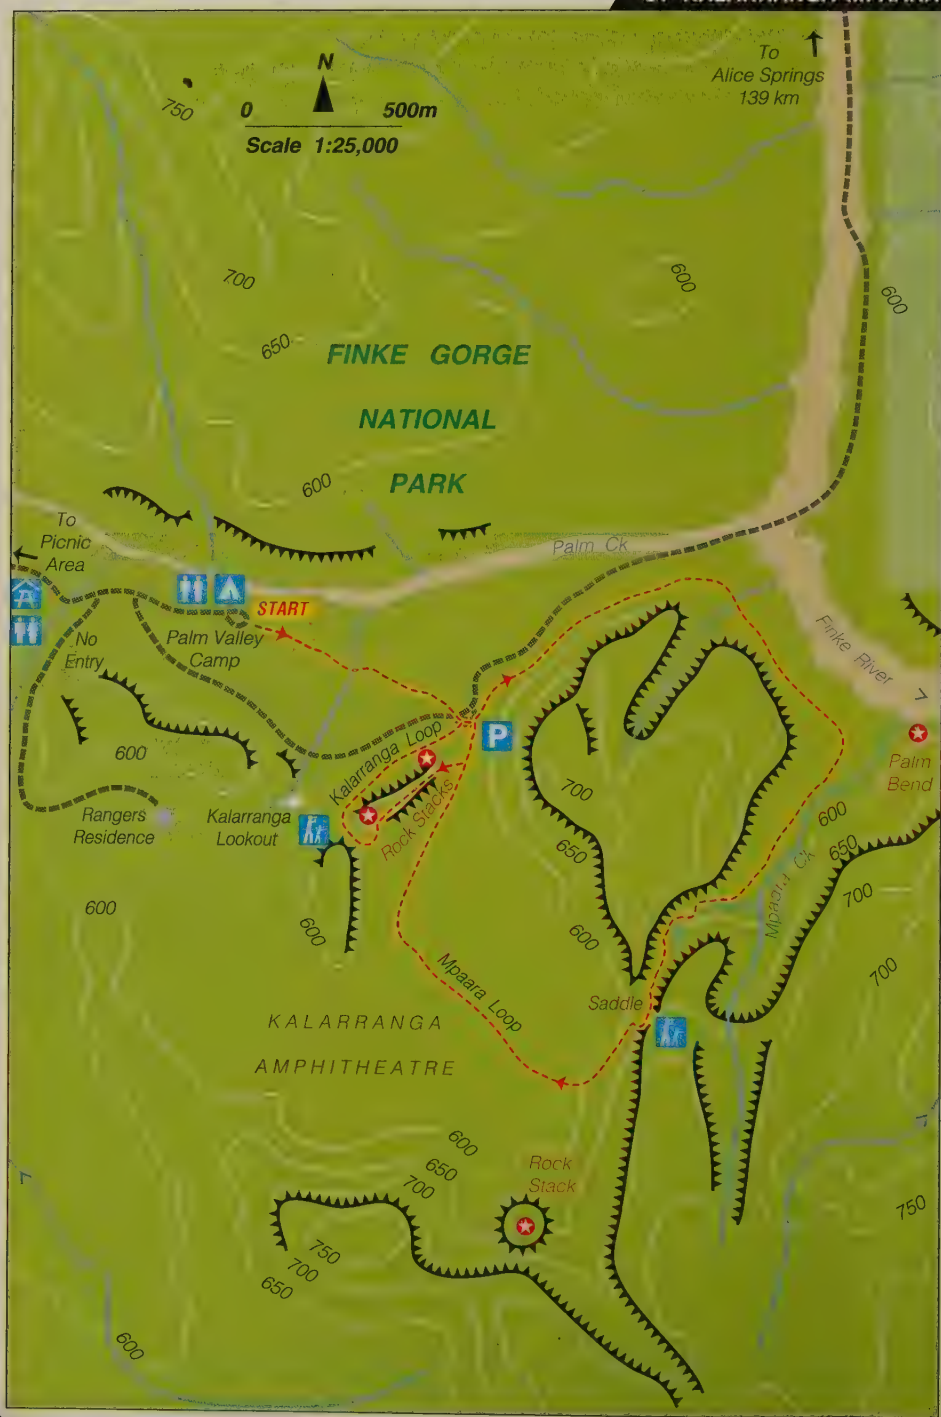 To
Alice Springs
139 km
N
0 500m
Scale 1:25,000
750
700
650
600
600
FINKE GORGE
NATIONAL
PARK
600
To
Picnic
Area
Palm Ck
START
No
Entry
Palm Valley
Camp
Finke River
P
Kalarranga Loop
Palm
Bend
600
700
Rangers
Residence
Kalarranga
Lookout
Rock Stacks
600
650
650
Mpaara Ck
700
600
600
600
700
Mpaara Loop
Saddle
KALARRANGA
AMPHITHEATRE
600
650
700
Rock
Stack
750
750
700
650
600